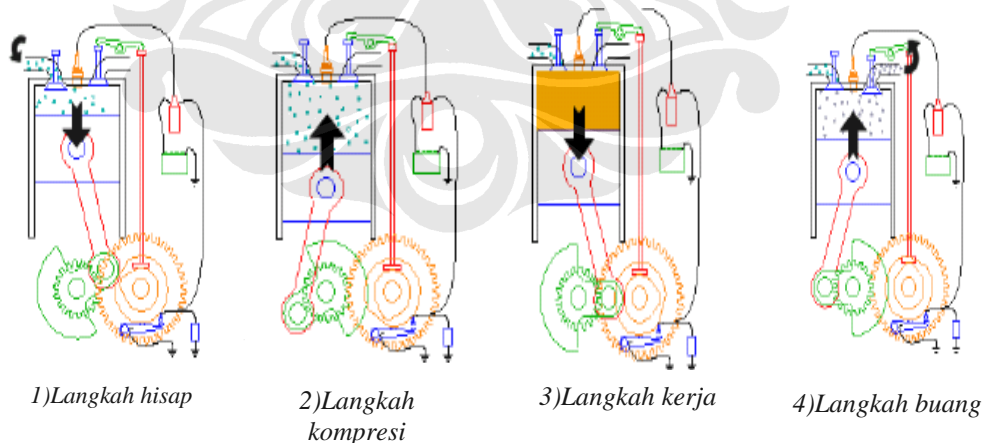 1)Langkah hisap
2)Langkah
kompresi
3)Langkah kerja
4)Langkah buang